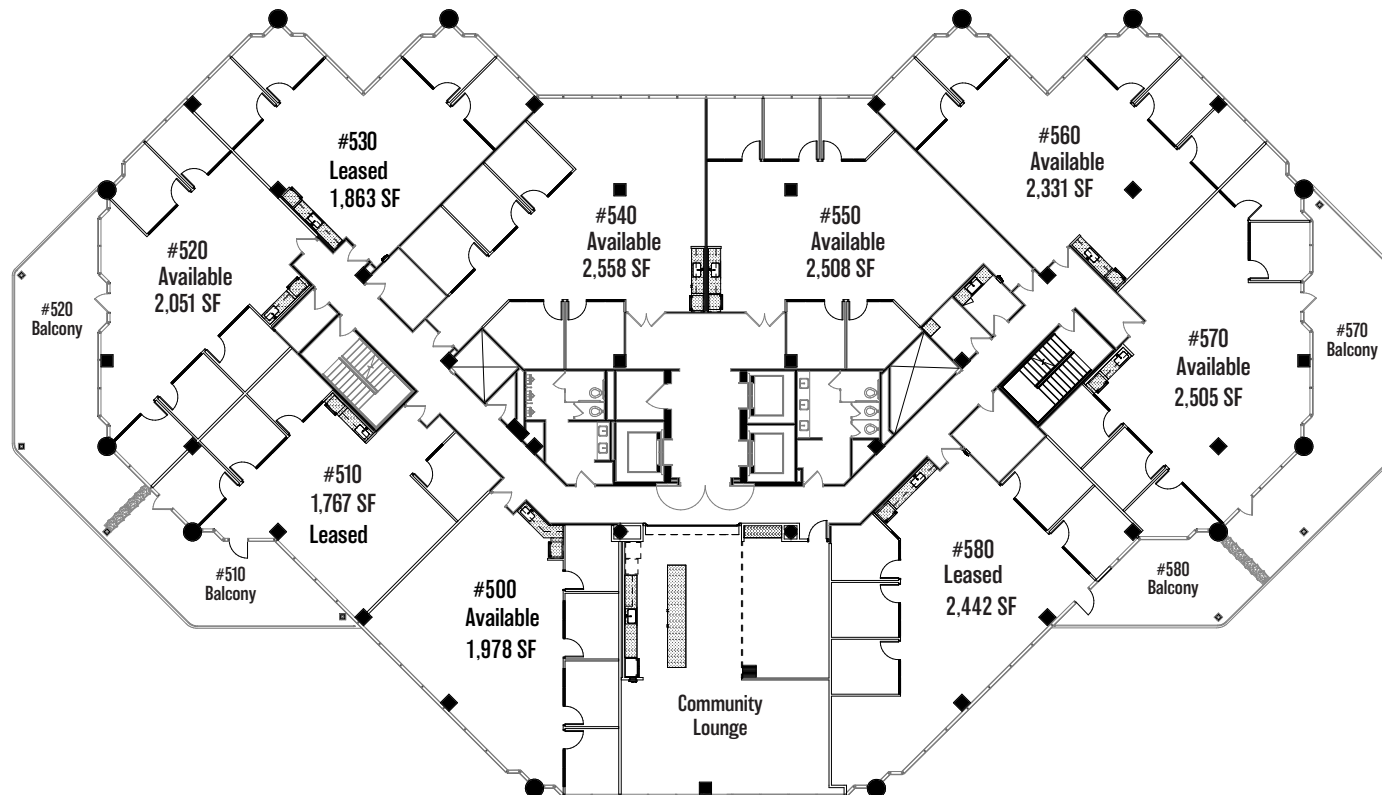 #530
Leased
1,863 SF
#560
Available
2,331 SF
#540
Available
2,558 SF
#550
Available
2,508 SF
#520
Available
2,051 SF
#520
Balcony
#570
Available
2,505 SF
#570
Balcony
#510
1,767 SF
Leased
#510
Balcony
#500
Available
1,978 SF
#580
Leased
2,442 SF
#580
Balcony
Community
Lounge